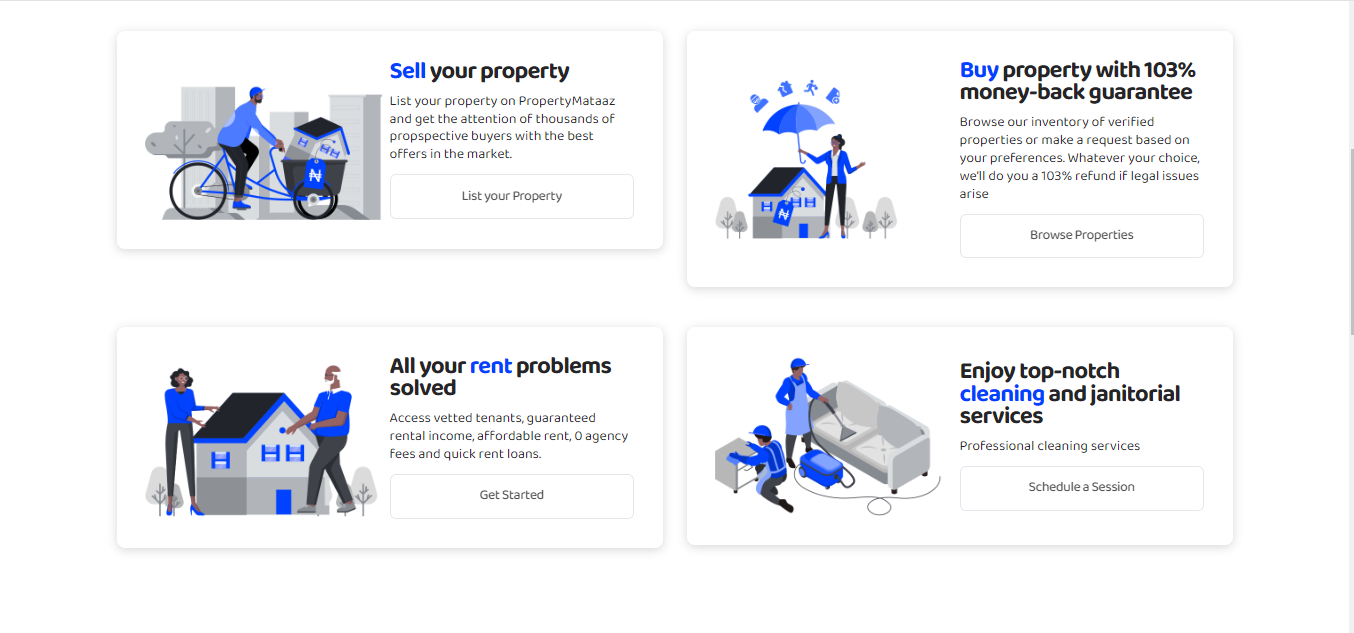 Sell your property
List your property on PropertyMataaz
and get the attention of thousands of
propspective buyers with the best
offers in the market.
List your Property
₦
Buy property with 103%
money-back guarantee
Browse our inventory of verified
properties or make a request based on
your preferences. Whatever your choice,
we'll do you a 103% refund if legal issues
arise
Browse Properties
₦
All your rent problems
solved
Access vetted tenants, guaranteed
rental income, affordable rent, 0 agency
fees and quick rent loans.
Get Started
Enjoy top-notch
cleaning and janitorial
services
Professional cleaning services
Schedule a Session